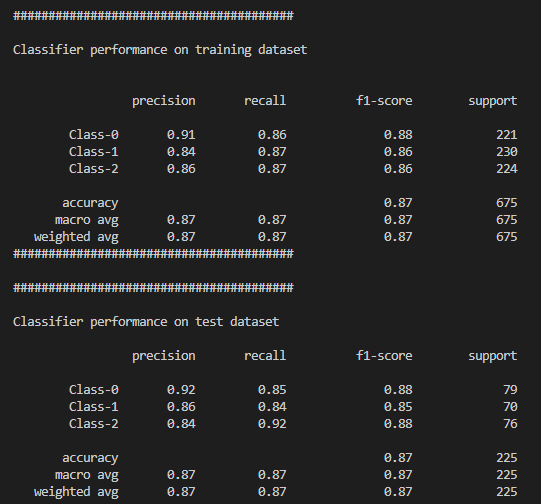 ########################################
Classifier performance on training dataset
precision recall f1-score support
Class-0 0.91 0.86 0.88 221
Class-1 0.84 0.87 0.86 230
Class-2 0.86 0.87 0.86 224
accuracy 0.87 675
macro avg 0.87 0.87 0.87 675
weighted avg 0.87 0.87 0.87 675
########################################
########################################
Classifier performance on test dataset
precision recall f1-score support
Class-0 0.92 0.85 0.88 79
Class-1 0.86 0.84 0.85 70
Class-2 0.84 0.92 0.88 76
accuracy 0.87 225
macro avg 0.87 0.87 0.87 225
weighted avg 0.87 0.87 0.87 225